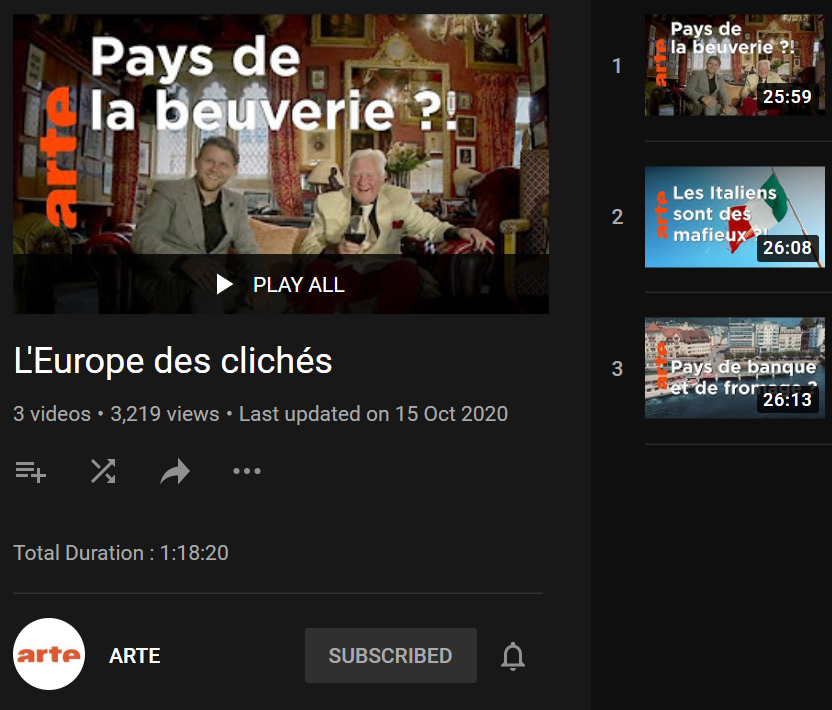 Pays de
la beuverie ?!
arte
PLAY ALL
L'Europe des clichés
3 videos • 3,219 views • Last updated on 15 Oct 2020
Total Duration : 1:18:20
arte
ARTE
SUBSCRIBED
1
Pays de
la beuverie ?!
arte
25:59
2
Les Italiens
sont des
mafieux ?!
arte
26:08
3
Pays de banque
et de fromage ?
arte
26:13